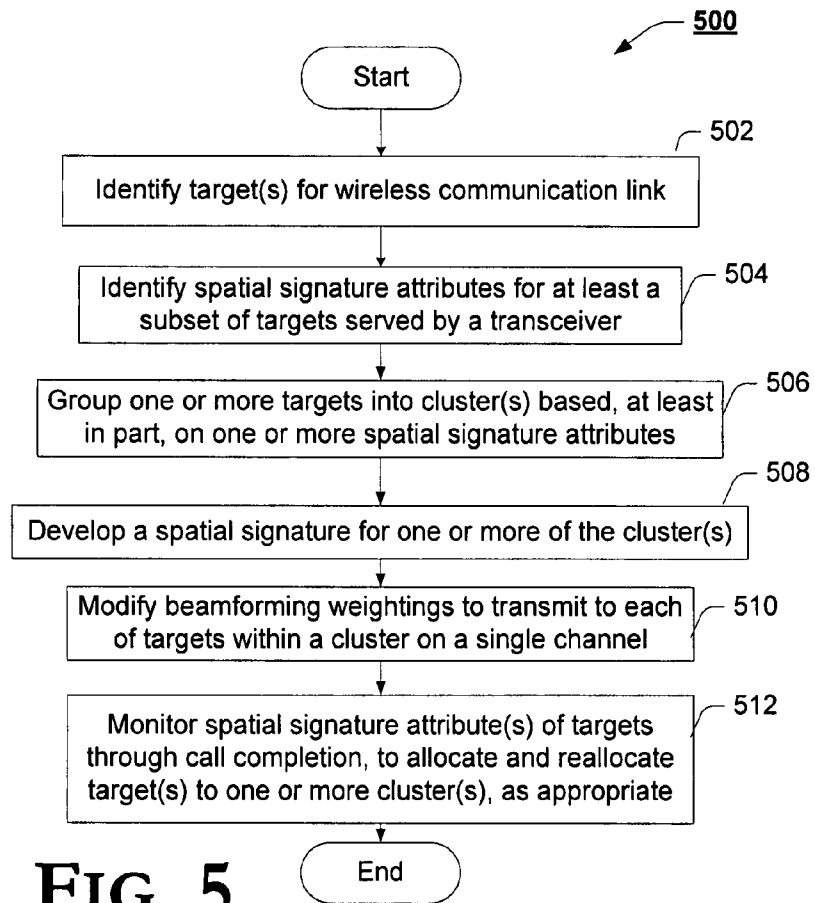 500
Start
502
Identify target(s) for wireless communication link
504
Identify spatial signature attributes for at least a
subset of targets served by a transceiver
506
Group one or more targets into cluster(s) based, at least
in part, on one or more spatial signature attributes
508
Develop a spatial signature for one or more of the cluster(s)
510
Modify beamforming weightings to transmit to each
of targets within a cluster on a single channel
512
Monitor spatial signature attribute(s) of targets
through call completion, to allocate and reallocate
target(s) to one or more cluster(s), as appropriate
End
FIG. 5